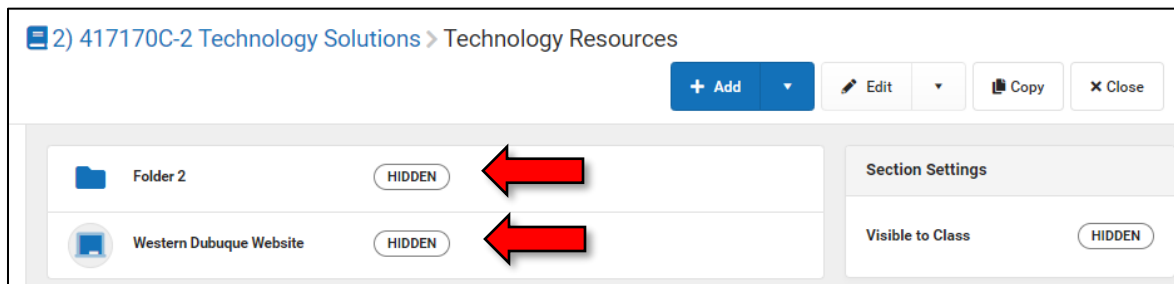 2) 417170C-2 Technology Solutions > Technology Resources
+ Add ▼ Edit ▼ Copy × Close
Folder 2 HIDDEN
Section Settings
Western Dubuque Website HIDDEN
Visible to Class HIDDEN